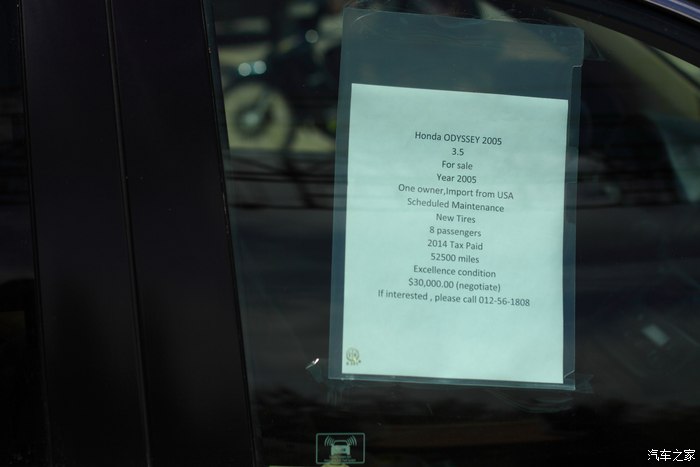 Honda ODYSSEY 2005
3.5
For sale
Year 2005
One owner,Import from USA
Scheduled Maintenance
New Tires
8 passengers
2014 Tax Paid
52500 miles
Excellence condition
$30,000.00 (negotiate)
If interested , please call 012-56-1808
汽车之家